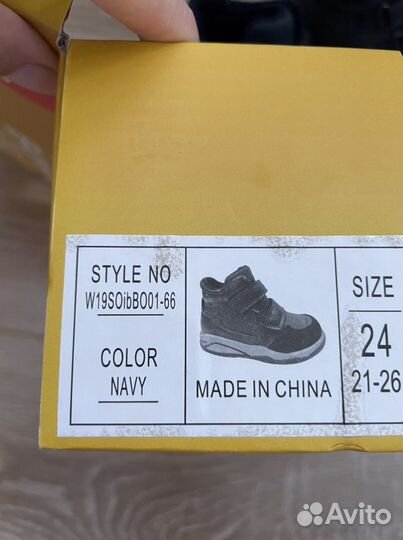 STYLE NO
W19SOibBO01-66
COLOR
NAVY
MADE IN CHINA
SIZE
24
21-26
Avito